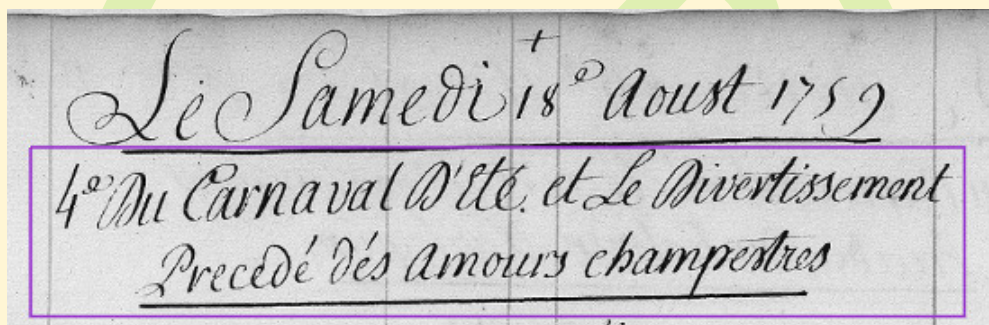 Le Samedi 18e Aoust 1759
4e Du Carnaval D'Eté. et Le Divertissement
Precedé dés Amours champestres